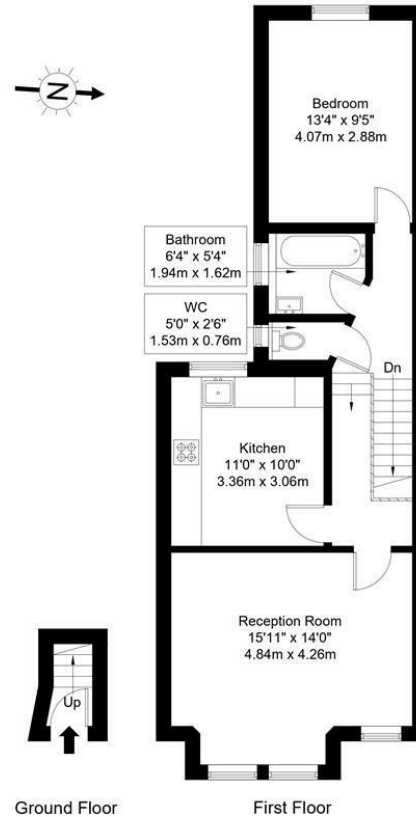 N
Bedroom
13'4" x 9'5"
4.07m x 2.88m
Bathroom
6'4" x 5'4"
1.94m x 1.62m
WC
5'0" x 2'6"
1.53m x 0.76m
Dn
Kitchen
11'0" x 10'0"
3.36m x 3.06m
Reception Room
15'11" x 14'0"
4.84m x 4.26m
Up
Ground Floor
First Floor